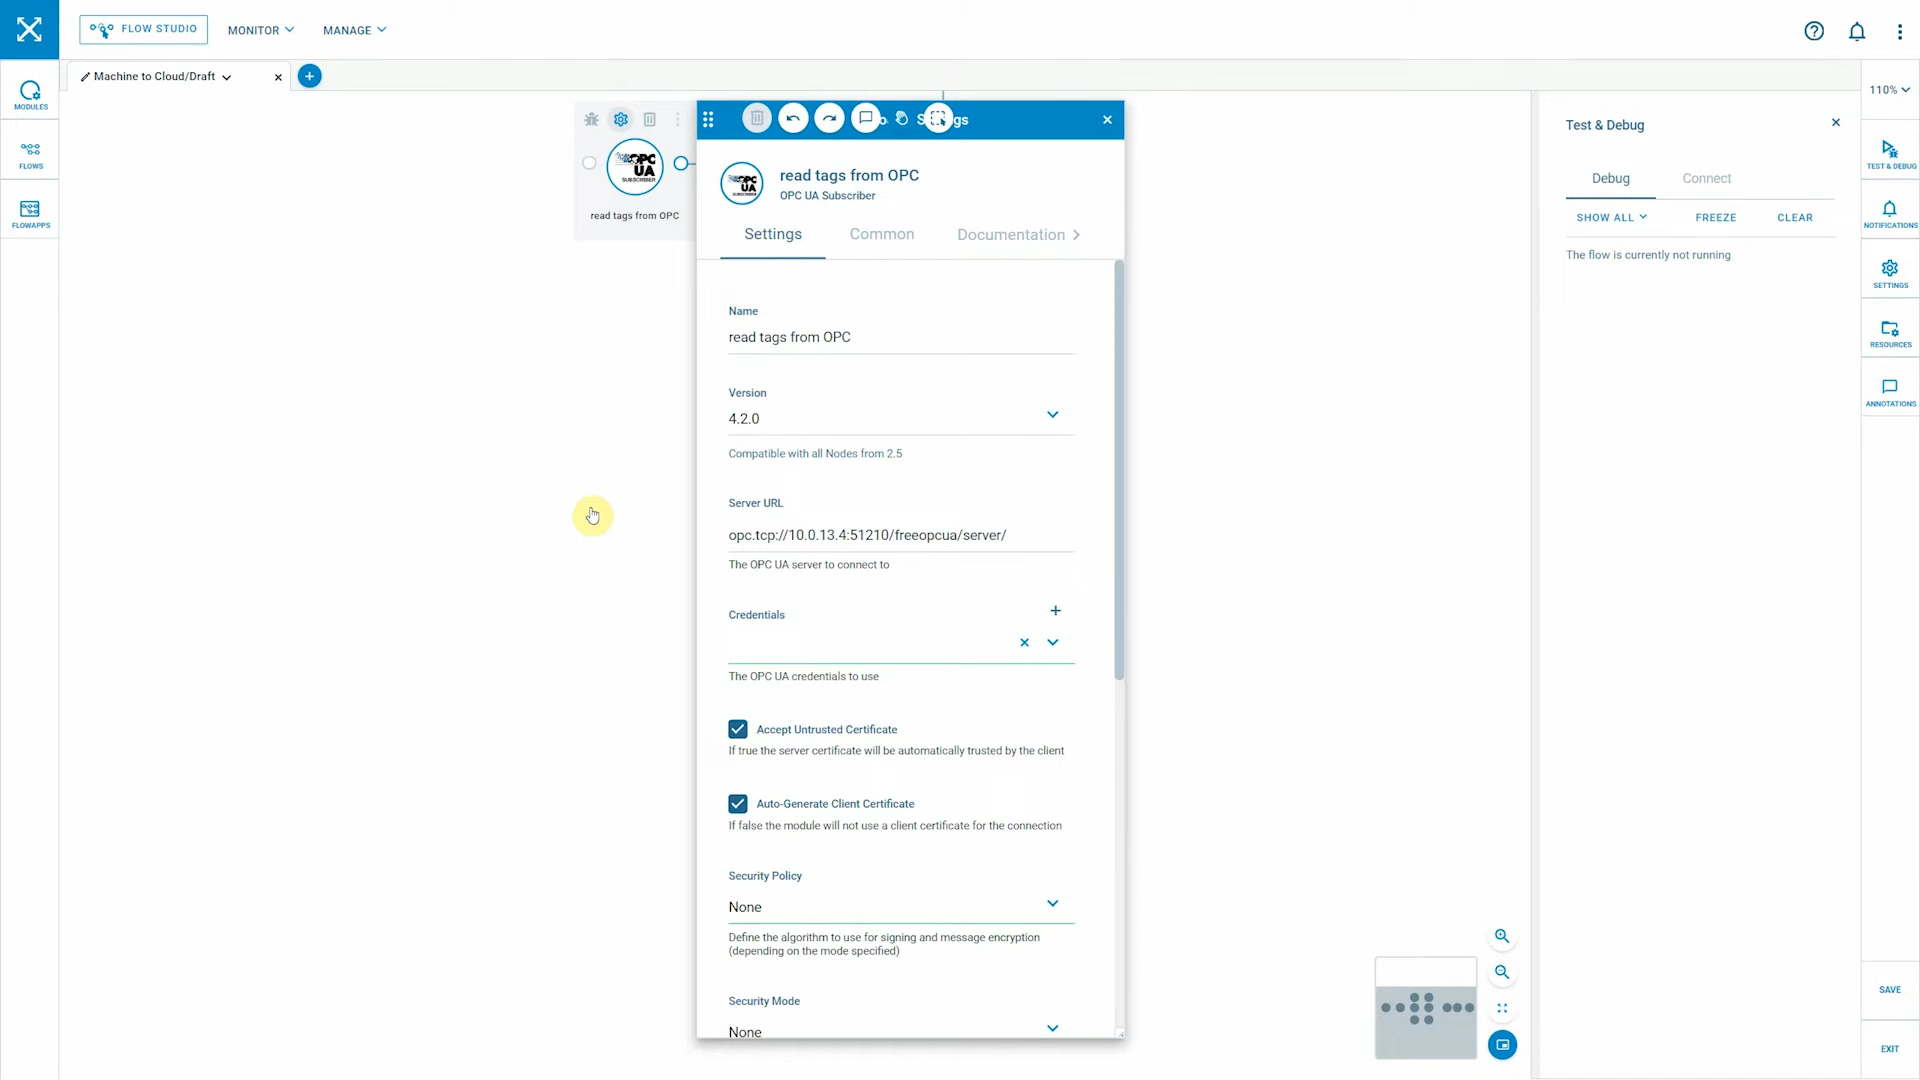 FLOW STUDIO
MONITOR
MANAGE
Machine to Cloud/Draft
110%
MODULES
FLOWS
FLOWAPPS
OPC
UA
SUBSCRIBER
read tags from OPC
gs
read tags from OPC
OPC UA Subscriber
Settings
Common
Documentation
Name
read tags from OPC
Version
4.2.0
Compatible with all Nodes from 2.5
Server URL
opc.tcp://10.0.13.4:51210/freeopcua/server/
The OPC UA server to connect to
Credentials
The OPC UA credentials to use
Accept Untrusted Certificate
If true the server certificate will be automatically trusted by the client
Auto-Generate Client Certificate
If false the module will not use a client certificate for the connection
Security Policy
None
Define the algorithm to use for signing and message encryption
(depending on the mode specified)
Security Mode
None
Test & Debug
Debug
Connect
SHOW ALL
FREEZE
CLEAR
The flow is currently not running
TEST & DEBUG
NOTIFICATIONS
SETTINGS
RESOURCES
ANNOTATIONS
SAVE
EXIT